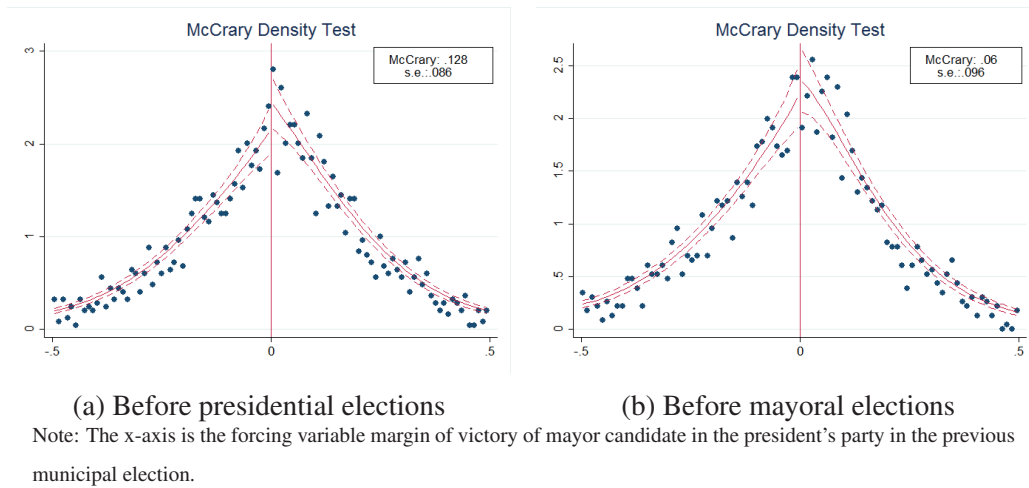 McCrary Density Test
McCrary: .128
s.e.:.086
3
2
1
0
-.5
0
.5
McCrary Density Test
McCrary: .06
s.e.:.096
2.5
2
1.5
1
.5
0
-.5
0
.5
(a) Before presidential elections
(b) Before mayoral elections
Note: The x-axis is the forcing variable margin of victory of mayor candidate in the president's party in the previous
municipal election.